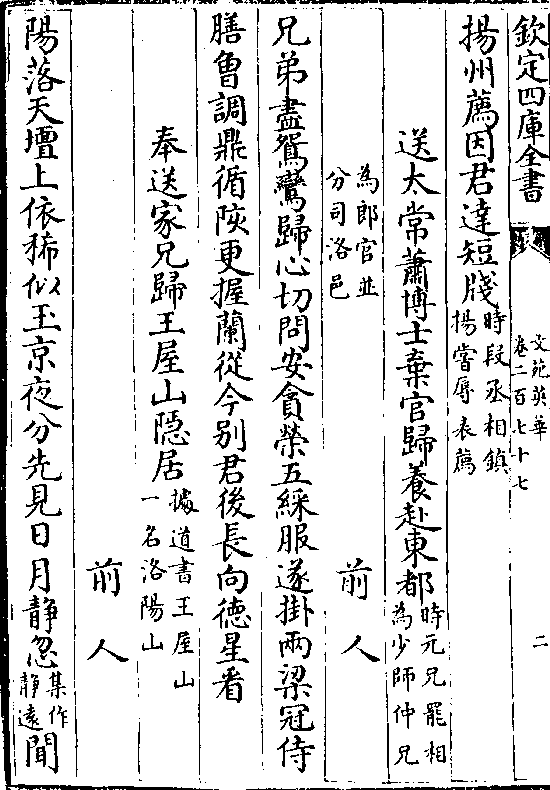 欽定四庫全書
文苑英華
卷二百七十七
二
揚州薦因君達短牋時段丞相鎮
揚嘗辱表薦
送太常蕭博士棄官歸養赴東都時元兄罷相
為少師仲兄
為郎官並
分司洛邑
前人
兄弟盡鴛鸞歸心切問安貪榮五綵服遂掛兩梁冠侍
膳魯調鼎循陔更握蘭從今别君後長向德星看
奉送家兄歸王屋山隠居據道書王屋山
一名洛陽山
前人
陽落天壇上依稀似玉京夜分先見日月靜忽集作
靜遠聞